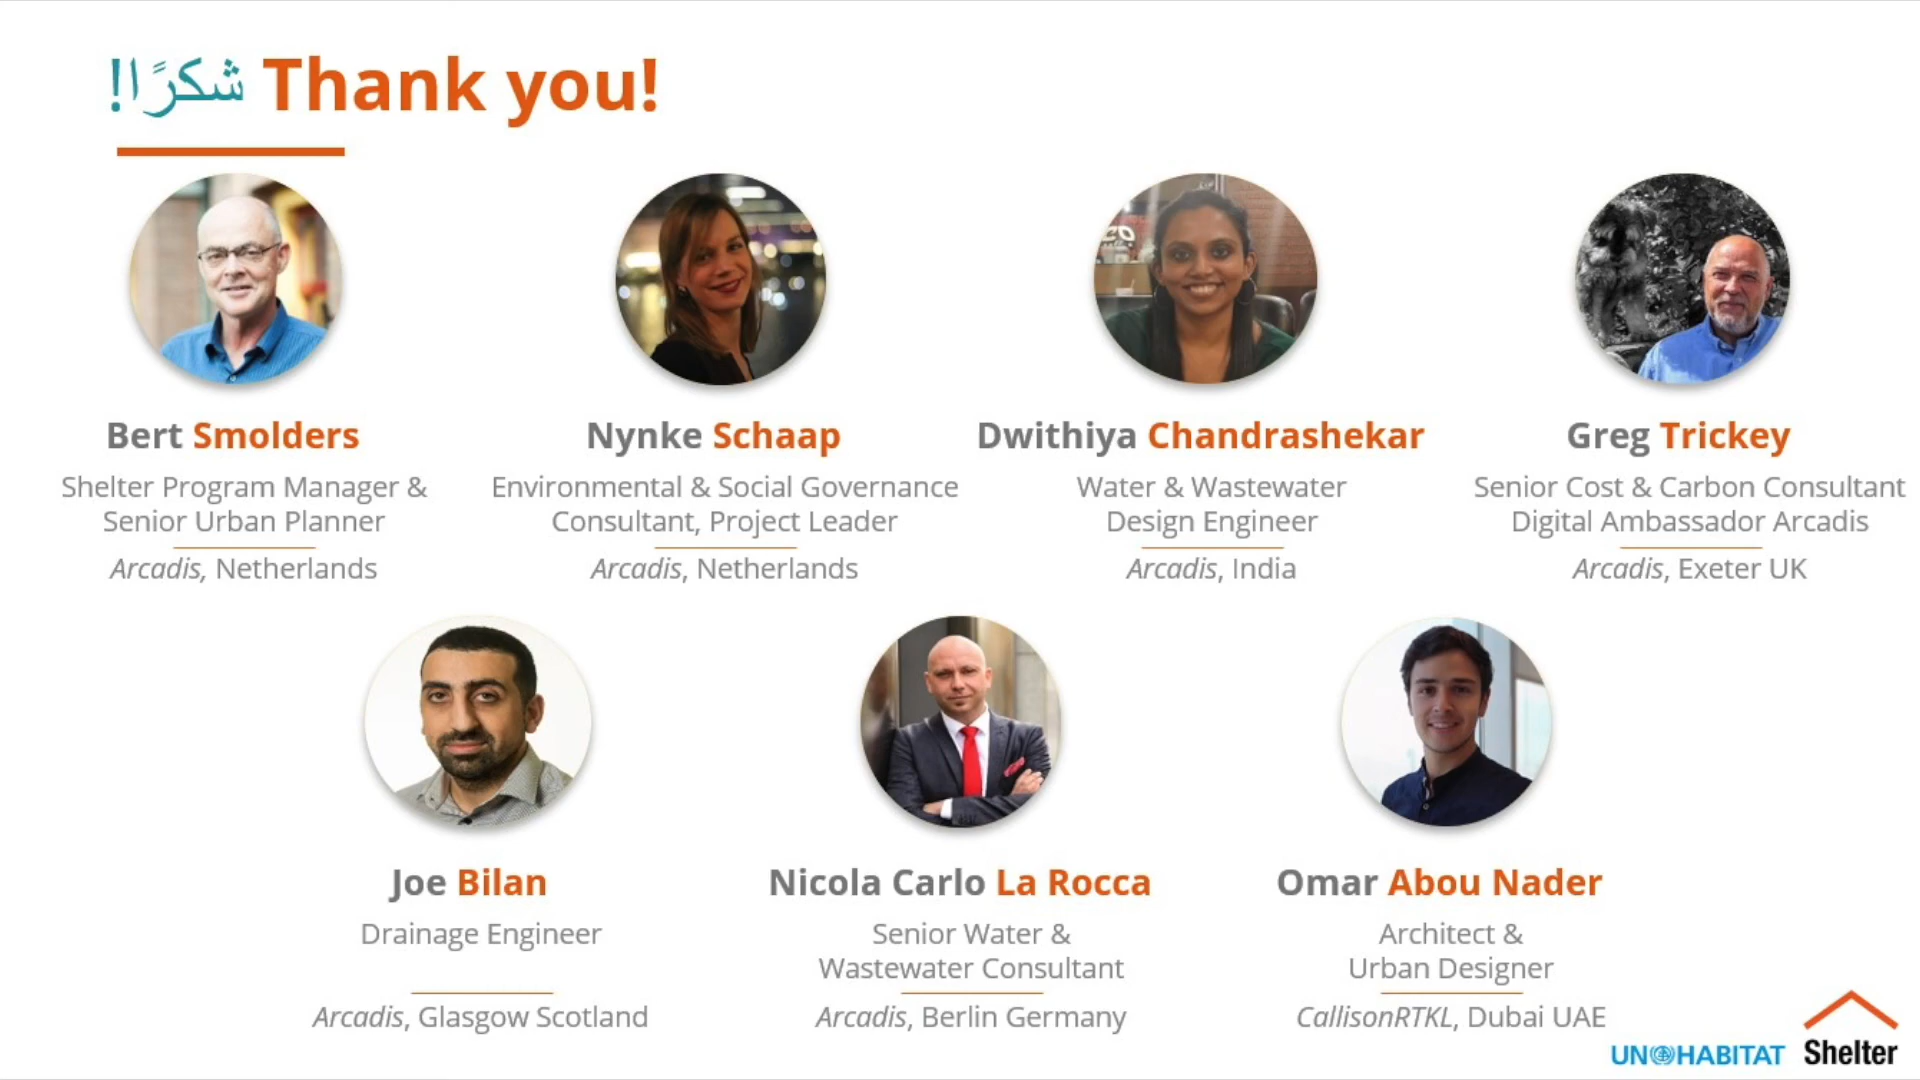 شكرًا! Thank you!
Bert Smolders
Shelter Program Manager &
Senior Urban Planner
Arcadis, Netherlands
Nynke Schaap
Environmental & Social Governance
Consultant, Project Leader
Arcadis, Netherlands
Dwithiya Chandrashekar
Water & Wastewater
Design Engineer
Arcadis, India
Greg Trickey
Senior Cost & Carbon Consultant
Digital Ambassador Arcadis
Arcadis, Exeter UK
Joe Bilan
Drainage Engineer
Arcadis, Glasgow Scotland
Nicola Carlo La Rocca
Senior Water &
Wastewater Consultant
Arcadis, Berlin Germany
Omar Abou Nader
Architect &
Urban Designer
CallisonRTKL, Dubai UAE
UN HABITAT
Shelter